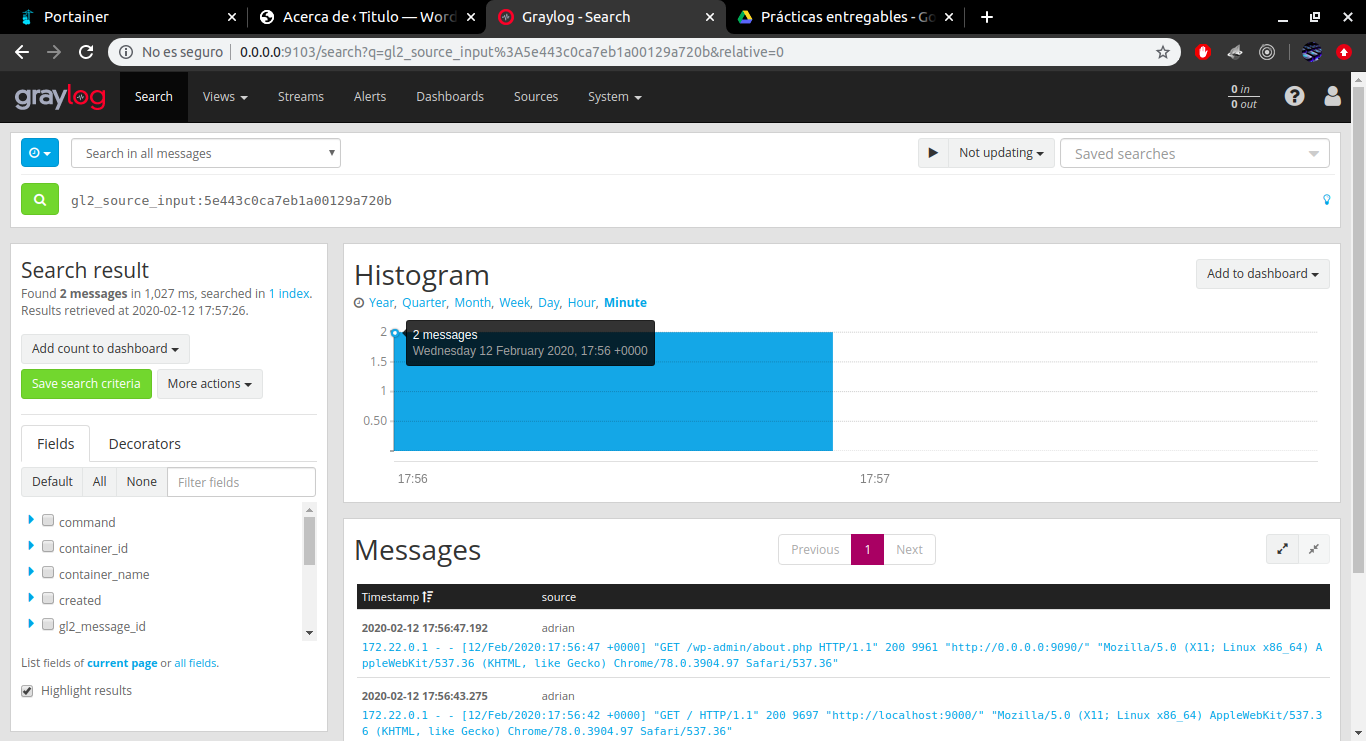 Portainer
Acerca de ‹ Titulo — Word
Graylog - Search
Prácticas entregables - Go
No es seguro
0.0.0.0:9103/search?q=gl2_source_input%3A5e443c0ca7eb1a00129a720b&relative=0
graylog
Search
Views
Streams
Alerts
Dashboards
Sources
System
0 in
0 out
Search in all messages
Not updating
Saved searches
gl2_source_input:5e443c0ca7eb1a00129a720b
Search result
Found 2 messages in 1,027 ms, searched in 1 index.
Results retrieved at 2020-02-12 17:57:26.
Add count to dashboard
Save search criteria
More actions
Fields
Decorators
Default
All
None
Filter fields
command
container_id
container_name
created
gl2_message_id
List fields of current page or all fields.
Highlight results
Histogram
Add to dashboard
Year, Quarter, Month, Week, Day, Hour, Minute
2
1.5
1
0.50
2 messages
Wednesday 12 February 2020, 17:56 +0000
17:56
17:57
Messages
Previous
1
Next
Timestamp
source
2020-02-12 17:56:47.192
adrian
172.22.0.1 - - [12/Feb/2020:17:56:47 +0000] "GET /wp-admin/about.php HTTP/1.1" 200 9961 "http://0.0.0.0:9090/" "Mozilla/5.0 (X11; Linux x86_64) A
ppleWebKit/537.36 (KHTML, like Gecko) Chrome/78.0.3904.97 Safari/537.36"
2020-02-12 17:56:43.275
adrian
172.22.0.1 - - [12/Feb/2020:17:56:42 +0000] "GET / HTTP/1.1" 200 9697 "http://localhost:9000/" "Mozilla/5.0 (X11; Linux x86_64) AppleWebKit/537.3
6 (KHTML, like Gecko) Chrome/78.0.3904.97 Safari/537.36"